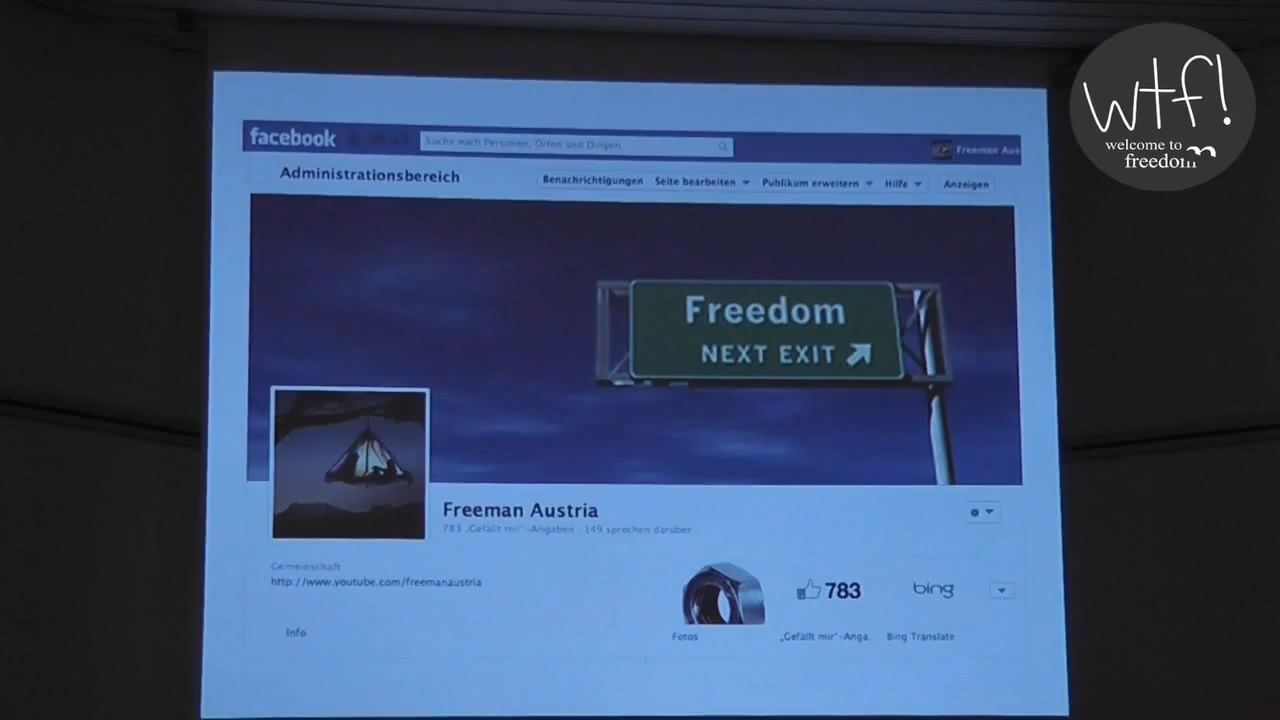 wtf!
welcome to
freedom
facebook
Suche nach Personen, Orten und Dingen
Freeman Aus
Administrationsbereich
Benachrichtigungen Seite bearbeiten Publikum erweitern Hilfe Anzeigen
Freedom
NEXT EXIT
Freeman Austria
783 „Gefällt mir“-Angaben · 149 sprechen darüber
Gemeinschaft
http://www.youtube.com/freemanaustria
783
bing
Info
Fotos
„Gefällt mir“-Anga...
Bing Translate